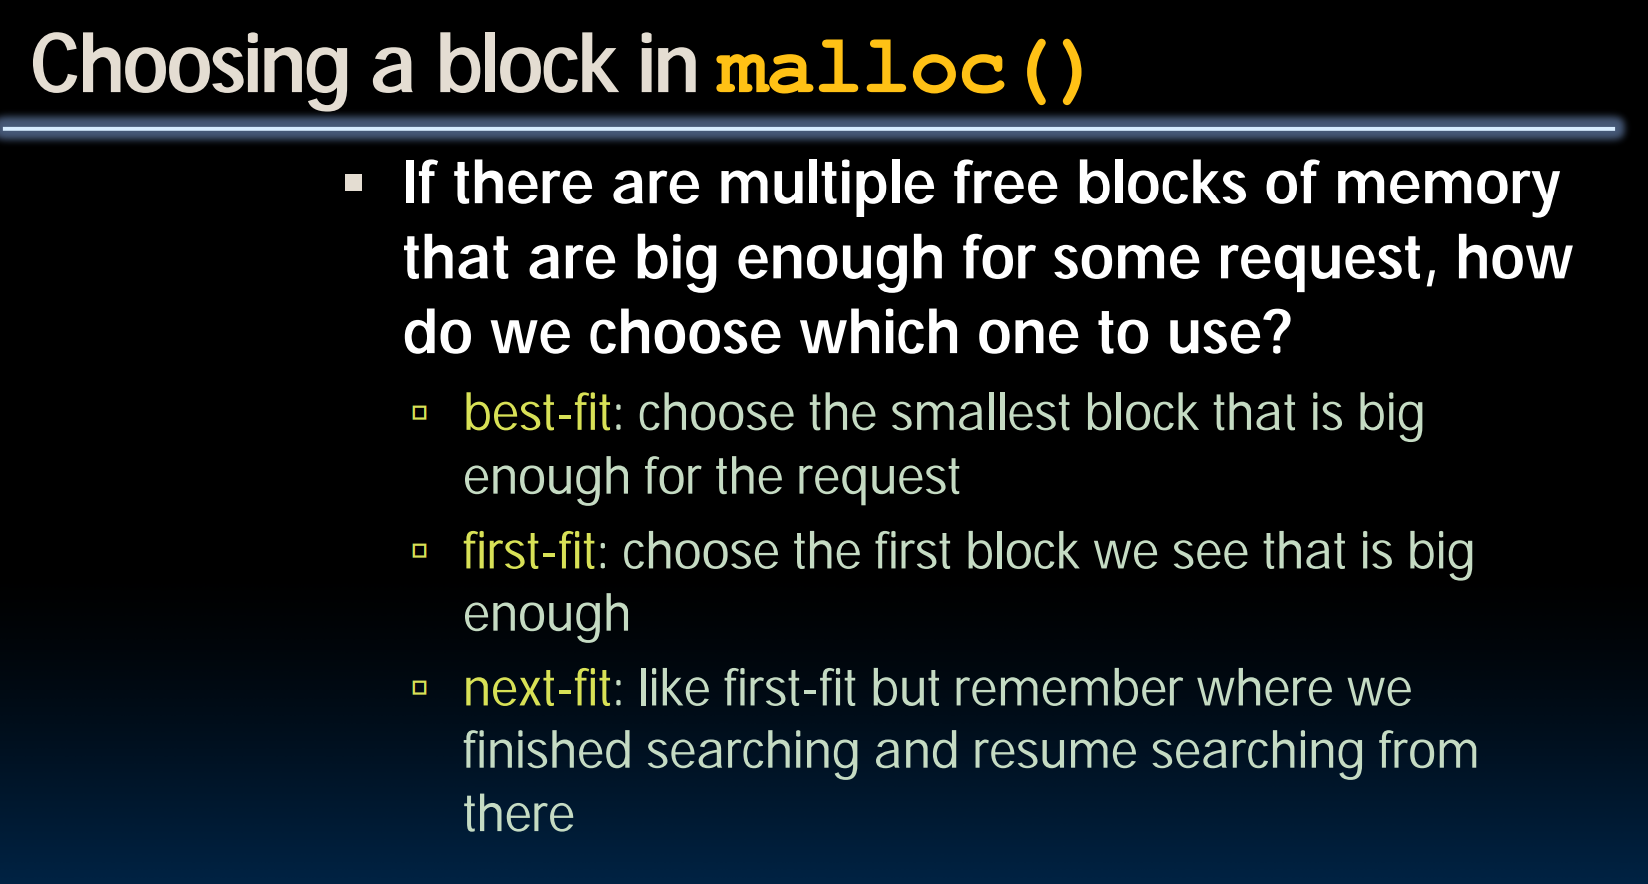 Choosing a block in malloc()
If there are multiple free blocks of memory
that are big enough for some request, how
do we choose which one to use?
best-fit: choose the smallest block that is big
enough for the request
first-fit: choose the first block we see that is big
enough
next-fit: like first-fit but remember where we
finished searching and resume searching from
there